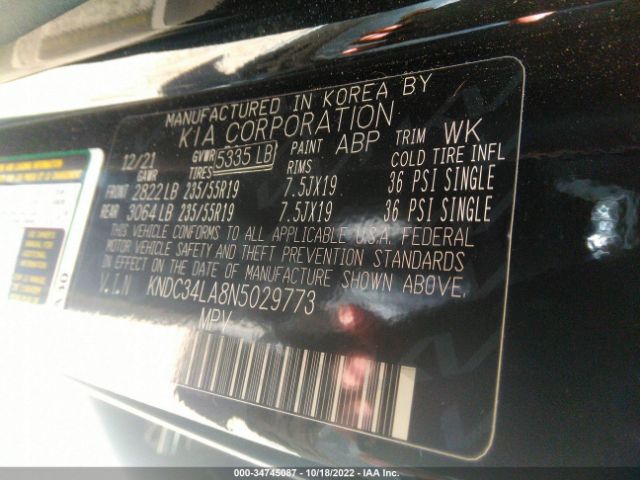 MANUFACTURED IN KOREA BY
KIA CORPORATION
12/21 GVWR 5335 LB PAINT ABP TRIM WK
GAWR TIRES RIMS COLD TIRE INFL
FRONT 2822 LB 235/55R19 7.5JX19 36 PSI SINGLE
REAR 3064 LB 235/55R19 7.5JX19 36 PSI SINGLE
THIS VEHICLE CONFORMS TO ALL APPLICABLE U.S.A. FEDERAL
MOTOR VEHICLE SAFETY AND THEFT PREVENTION STANDARDS
IN EFFECT ON THE DATE OF MANUFACTURE SHOWN ABOVE.
V.I.N KNDC34LA8N5029773
MPV
000-34745087 - 10/18/2022 - IAA Inc.